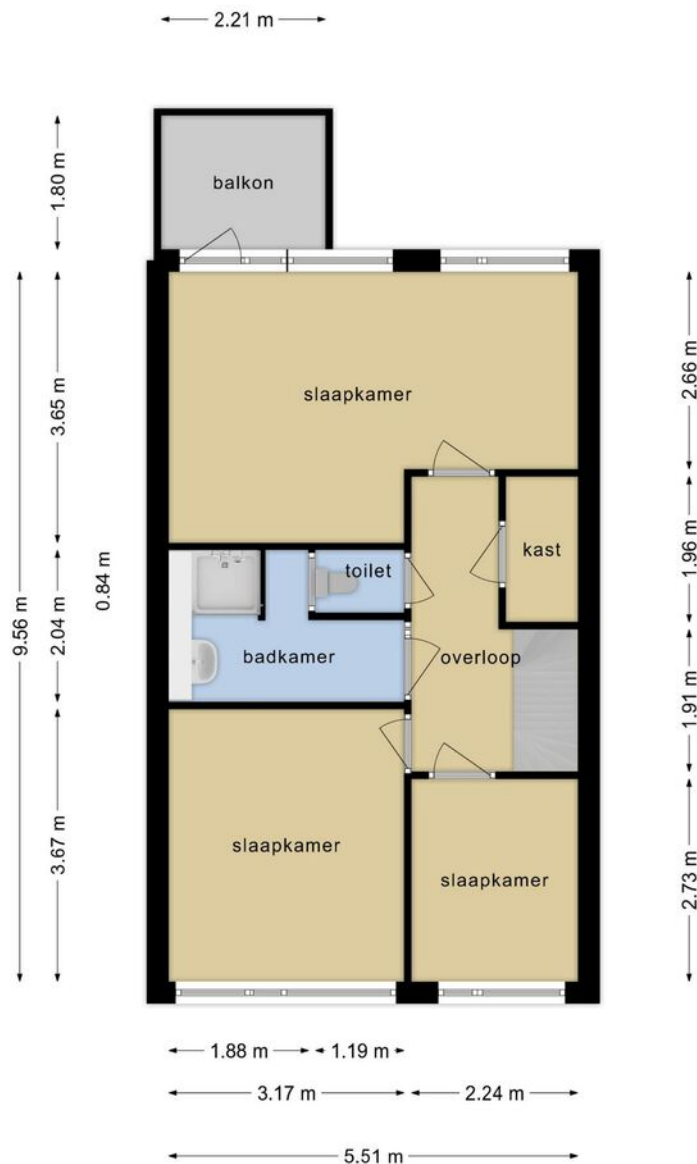 2.21 m
1.80 m
balkon
9.56 m
3.65 m
2.04 m
3.67 m
0.84 m
slaapkamer
2.66 m
1.96 m
1.91 m
2.73 m
kast
toilet
badkamer
overloop
slaapkamer
slaapkamer
1.88 m
1.19 m
3.17 m
2.24 m
5.51 m